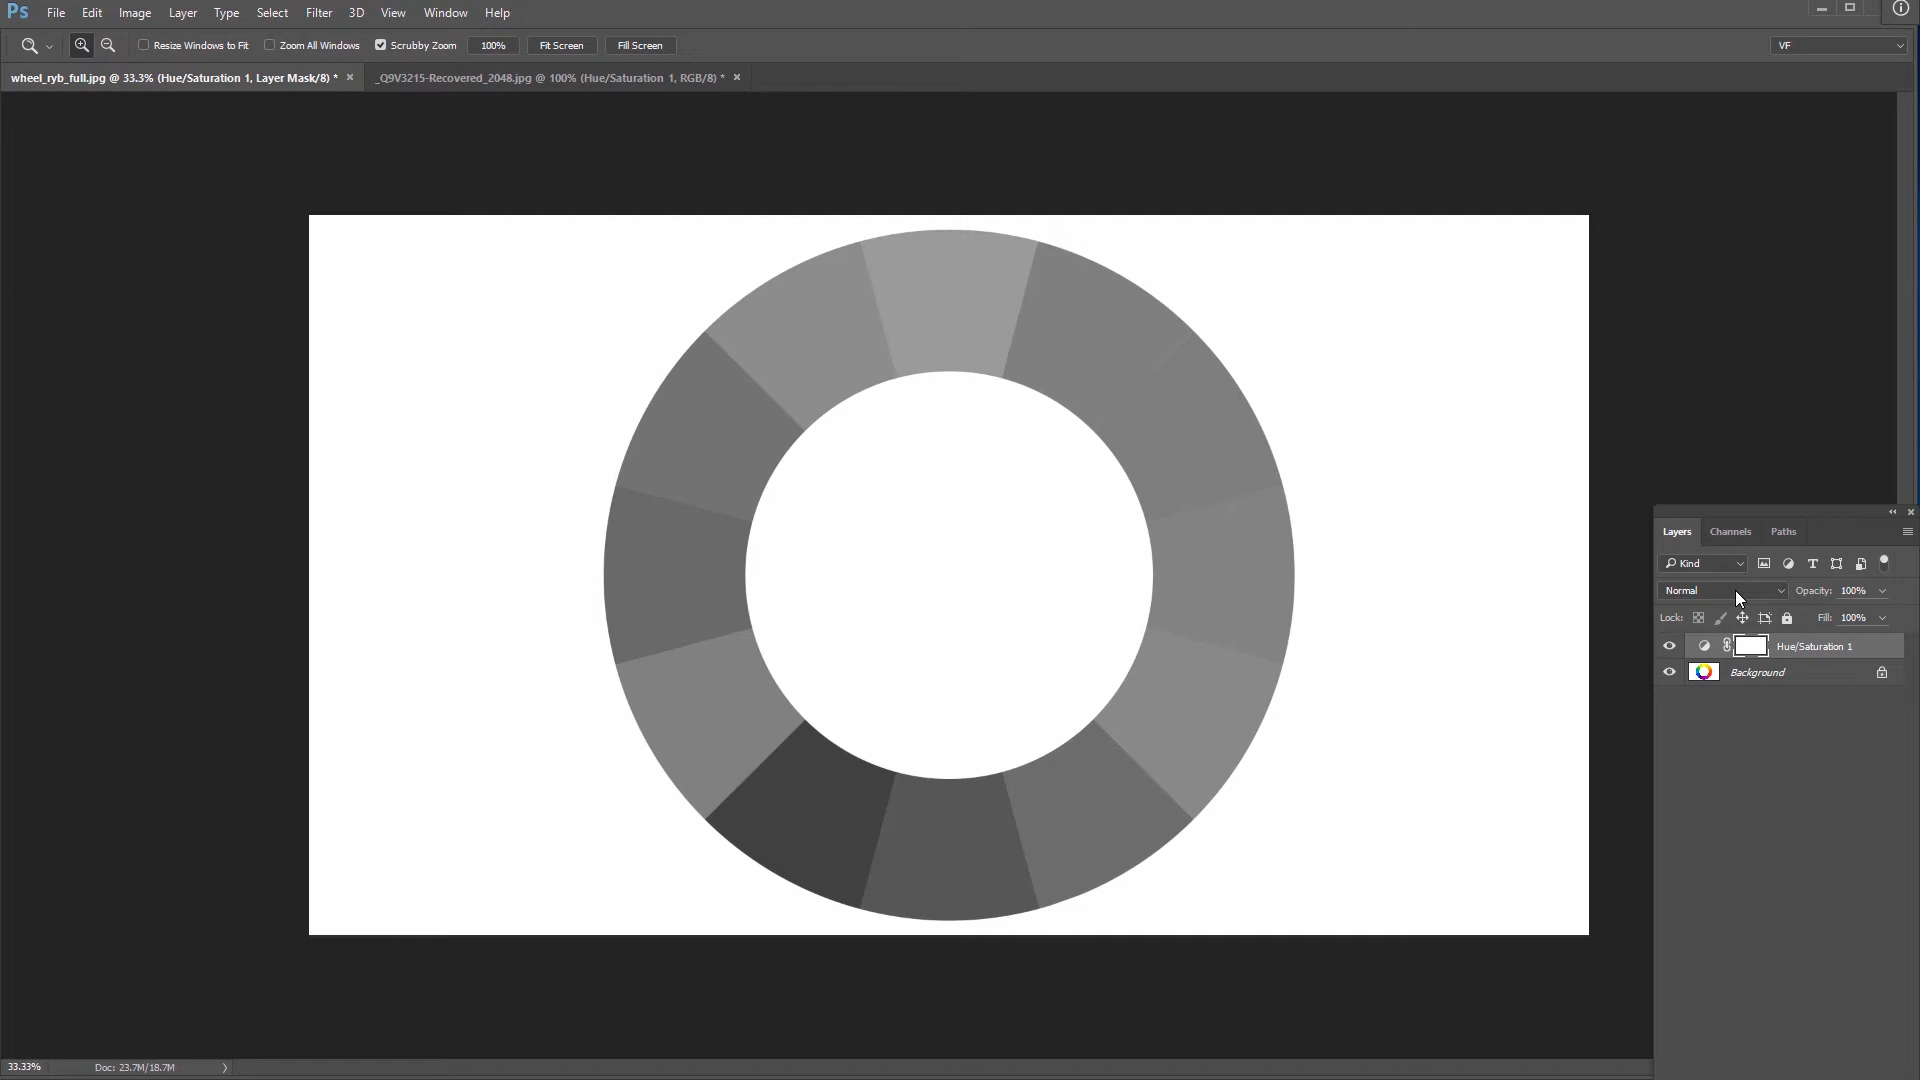 Ps File Edit Image Layer Type Select Filter 3D View Window Help
Resize Windows to Fit Zoom All Windows Scrubby Zoom 100% Fit Screen Fill Screen VF
wheel_ryb_full.jpg @ 33.3% (Hue/Saturation 1, Layer Mask/8) * × _Q9V3215-Recovered_2048.jpg @ 100% (Hue/Saturation 1, RGB/8) * ×
Layers Channels Paths
Kind
Normal Opacity: 100%
Lock: Fill: 100%
Hue/Saturation 1
Background
33.33% Doc: 23.7M/18.7M